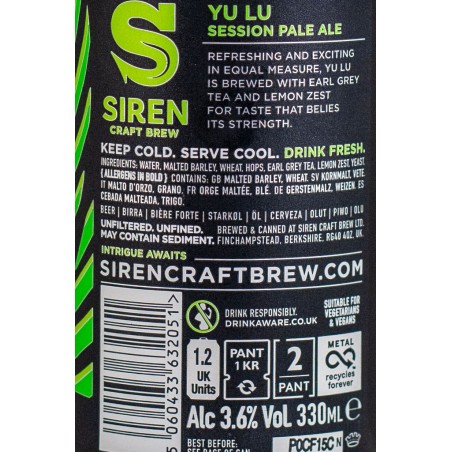 YU LU
SESSION PALE ALE
REFRESHING AND EXCITING
IN EQUAL MEASURE, YU LU
IS BREWED WITH EARL GREY
TEA AND LEMON ZEST
FOR TASTE THAT BELIES
ITS STRENGTH.
S
SIREN
CRAFT BREW
KEEP COLD. SERVE COOL. DRINK FRESH.
INGREDIENTS: WATER, MALTED BARLEY, WHEAT, HOPS, EARL GREY TEA, LEMON ZEST, YEAST.
(ALLERGENS IN BOLD) CONTAINS: GB MALTED BARLEY, WHEAT. SV KORNMALT, VETE.
IT MALTO D'ORZO, GRANO, FR ORGE MALTÉE, BLÉ. DE GERSTENMALZ, WEIZEN. ES
CEBADA MALTEADA, TRIGO.
BEER | BIRRA | BIÈRE FORTE | STARKÖL | ÖL | CERVEZA | OLUT | PIWO | OLU
UNFILTERED. UNFINED.
MAY CONTAIN SEDIMENT.
BREWED & CANNED AT SIREN CRAFT BREW LTD.
FINCHAMPSTEAD, BERKSHIRE, RG40 4QZ. UK.
INTRIGUE AWAITS
SIRENCRAFTBREW.COM
5 060433 632051>
DRINK RESPONSIBLY.
DRINKAWARE.CO.UK
SUITABLE FOR
VEGETARIANS
& VEGANS
1.2
UK
Units
PANT
1 KR
2
PANT
METAL
recycles
forever
Alc 3.6% Vol 330ML e
BEST BEFORE:
SEE BASE OF CAN
POCF15C N